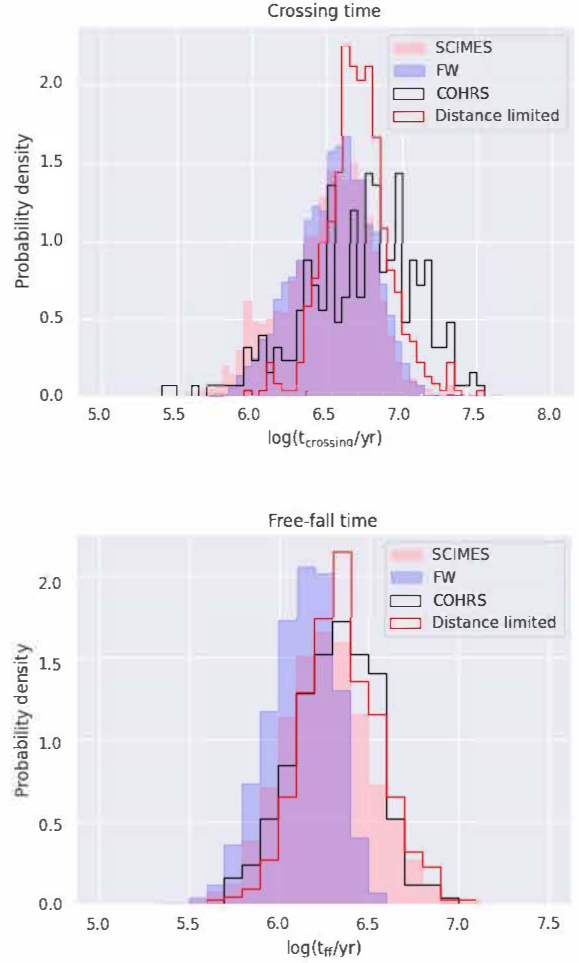 Crossing time
SCIMES
FW
COHRS
Distance limited
Probability density
2.0
1.5
1.0
0.5
0.0
5.0 5.5 6.0 6.5 7.0 7.5 8.0
log(t_crossing/yr)
Free-fall time
SCIMES
FW
COHRS
Distance limited
Probability density
2.0
1.5
1.0
0.5
0.0
5.0 5.5 6.0 6.5 7.0 7.5
log(t_ff/yr)